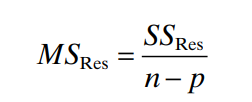 MS_Res = SS_Res / (n − p)